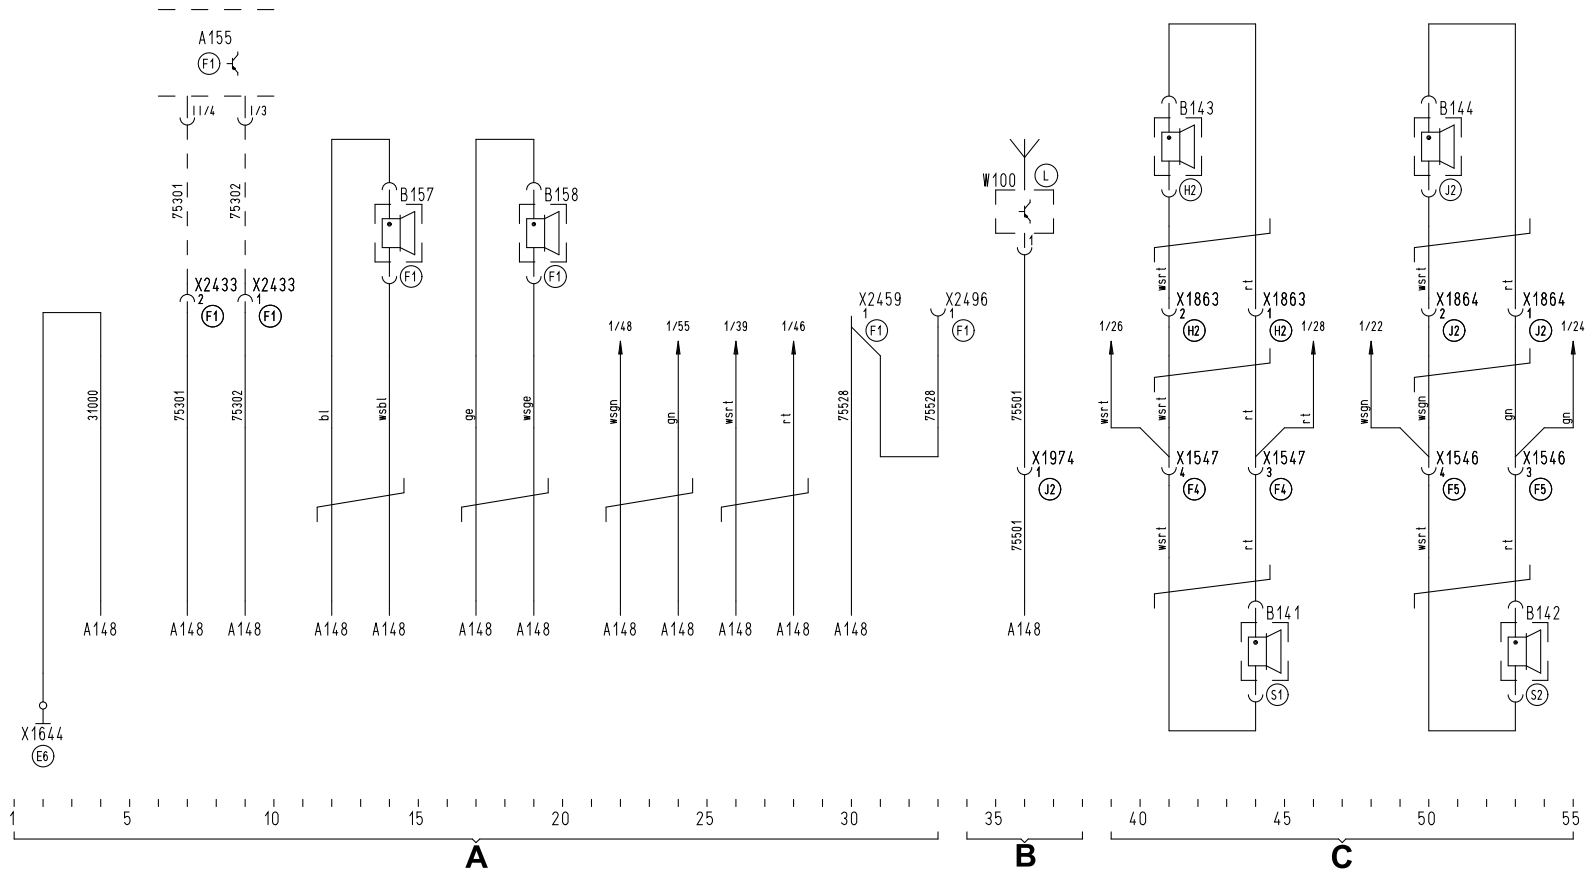 A155
F1
II/4 I/3
75301 75302
X2433 X2433
2 1
F1 F1
31000 75301 75302
A148 A148 A148
X1644
E6
B157
F1
bl wsbl
A148 A148
B158
F1
ge wsge
A148 A148
1/48 1/55 1/39 1/46
wsgn gn wsrt rt
A148 A148 A148 A148
X2459 X2496
1 1
F1 F1
75528 75528
A148
W100 L
1
75501
X1974
1
J2
75501
A148
B143
H2
wsrt rt
X1863 X1863
2 1
H2 H2
1/26 1/28
wsrt wsrt rt rt
X1547 X1547
4 3
F4 F4
wsrt rt
B141
S1
B144
J2
wsrt rt
X1864 X1864
2 1
J2 J2
1/22 1/24
wsgn wsgn gn gn
X1546 X1546
4 3
F5 F5
wsrt rt
B142
S2
1 5 10 15 20 25 30 35 40 45 50 55
A B C